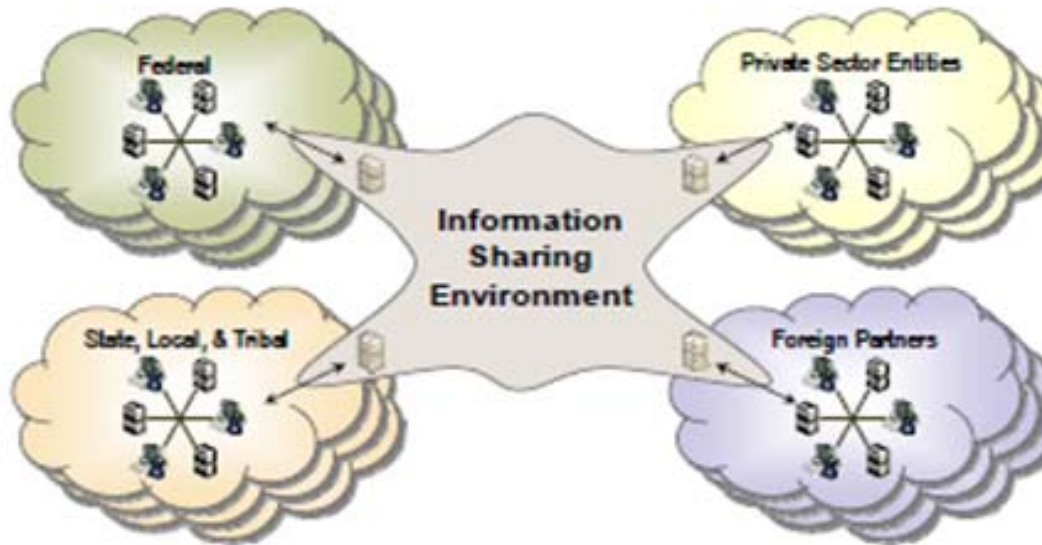 Federal
Private Sector Entities
Information
Sharing
Environment
State, Local, & Tribal
Foreign Partners